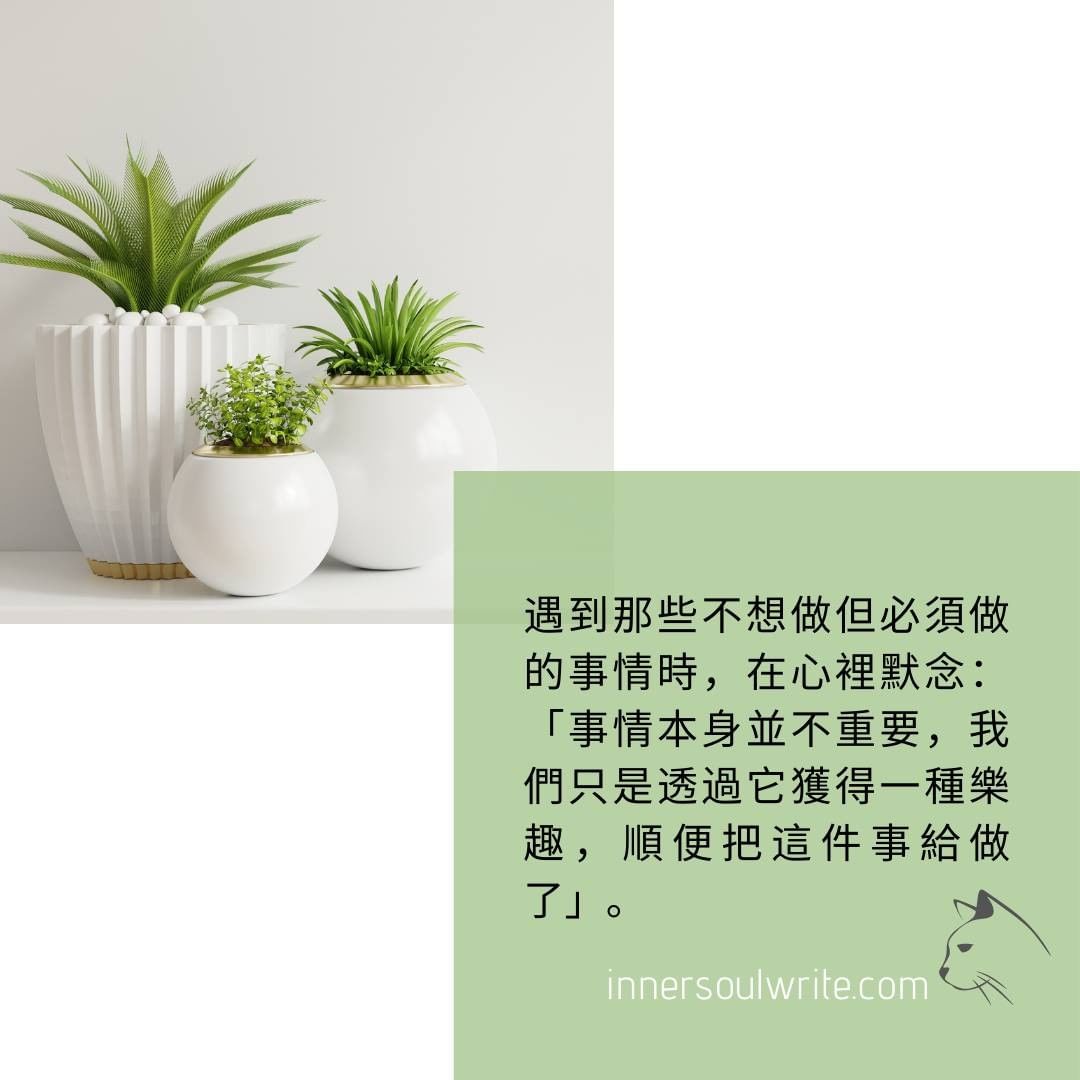 遇到那些不想做但必須做
的事情時，在心裡默念：
「事情本身並不重要，我
們只是透過它獲得一種樂
趣，順便把這件事給做
了」。
innersoulwrite.com